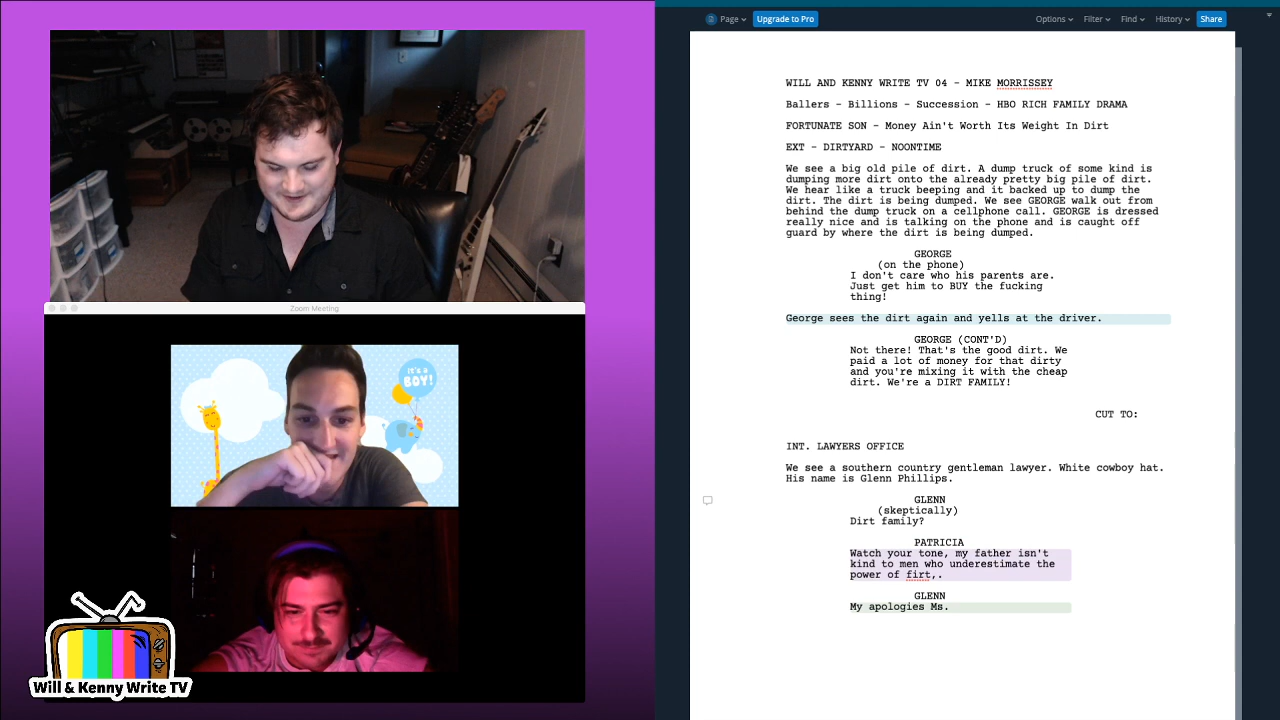 Page
Upgrade to Pro
Options
Filter
Find
History
Share
WILL AND KENNY WRITE TV 04 - MIKE MORRISSEY
Ballers - Billions - Succession - HBO RICH FAMILY DRAMA
FORTUNATE SON - Money Ain't Worth Its Weight In Dirt
EXT - DIRTYARD - NOONTIME
We see a big old pile of dirt. A dump truck of some kind is
dumping more dirt onto the already pretty big pile of dirt.
We hear like a truck beeping and it backed up to dump the
dirt. The dirt is being dumped. We see GEORGE walk out from
behind the dump truck on a cellphone call. GEORGE is dressed
really nice and is talking on the phone and is caught off
guard by where the dirt is being dumped.
GEORGE
(on the phone)
I don't care who his parents are.
Just get him to BUY the fucking
thing!
George sees the dirt again and yells at the driver.
GEORGE (CONT'D)
Not there! That's the good dirt. We
paid a lot of money for that dirty
and you're mixing it with the cheap
dirt. We're a DIRT FAMILY!
CUT TO:
INT. LAWYERS OFFICE
We see a southern country gentleman lawyer. White cowboy hat.
His name is Glenn Phillips.
GLENN
(skeptically)
Dirt family?
PATRICIA
Watch your tone, my father isn't
kind to men who underestimate the
power of firt,.
GLENN
My apologies Ms.
Zoom Meeting
IT'S A
BOY!
Will & Kenny Write TV